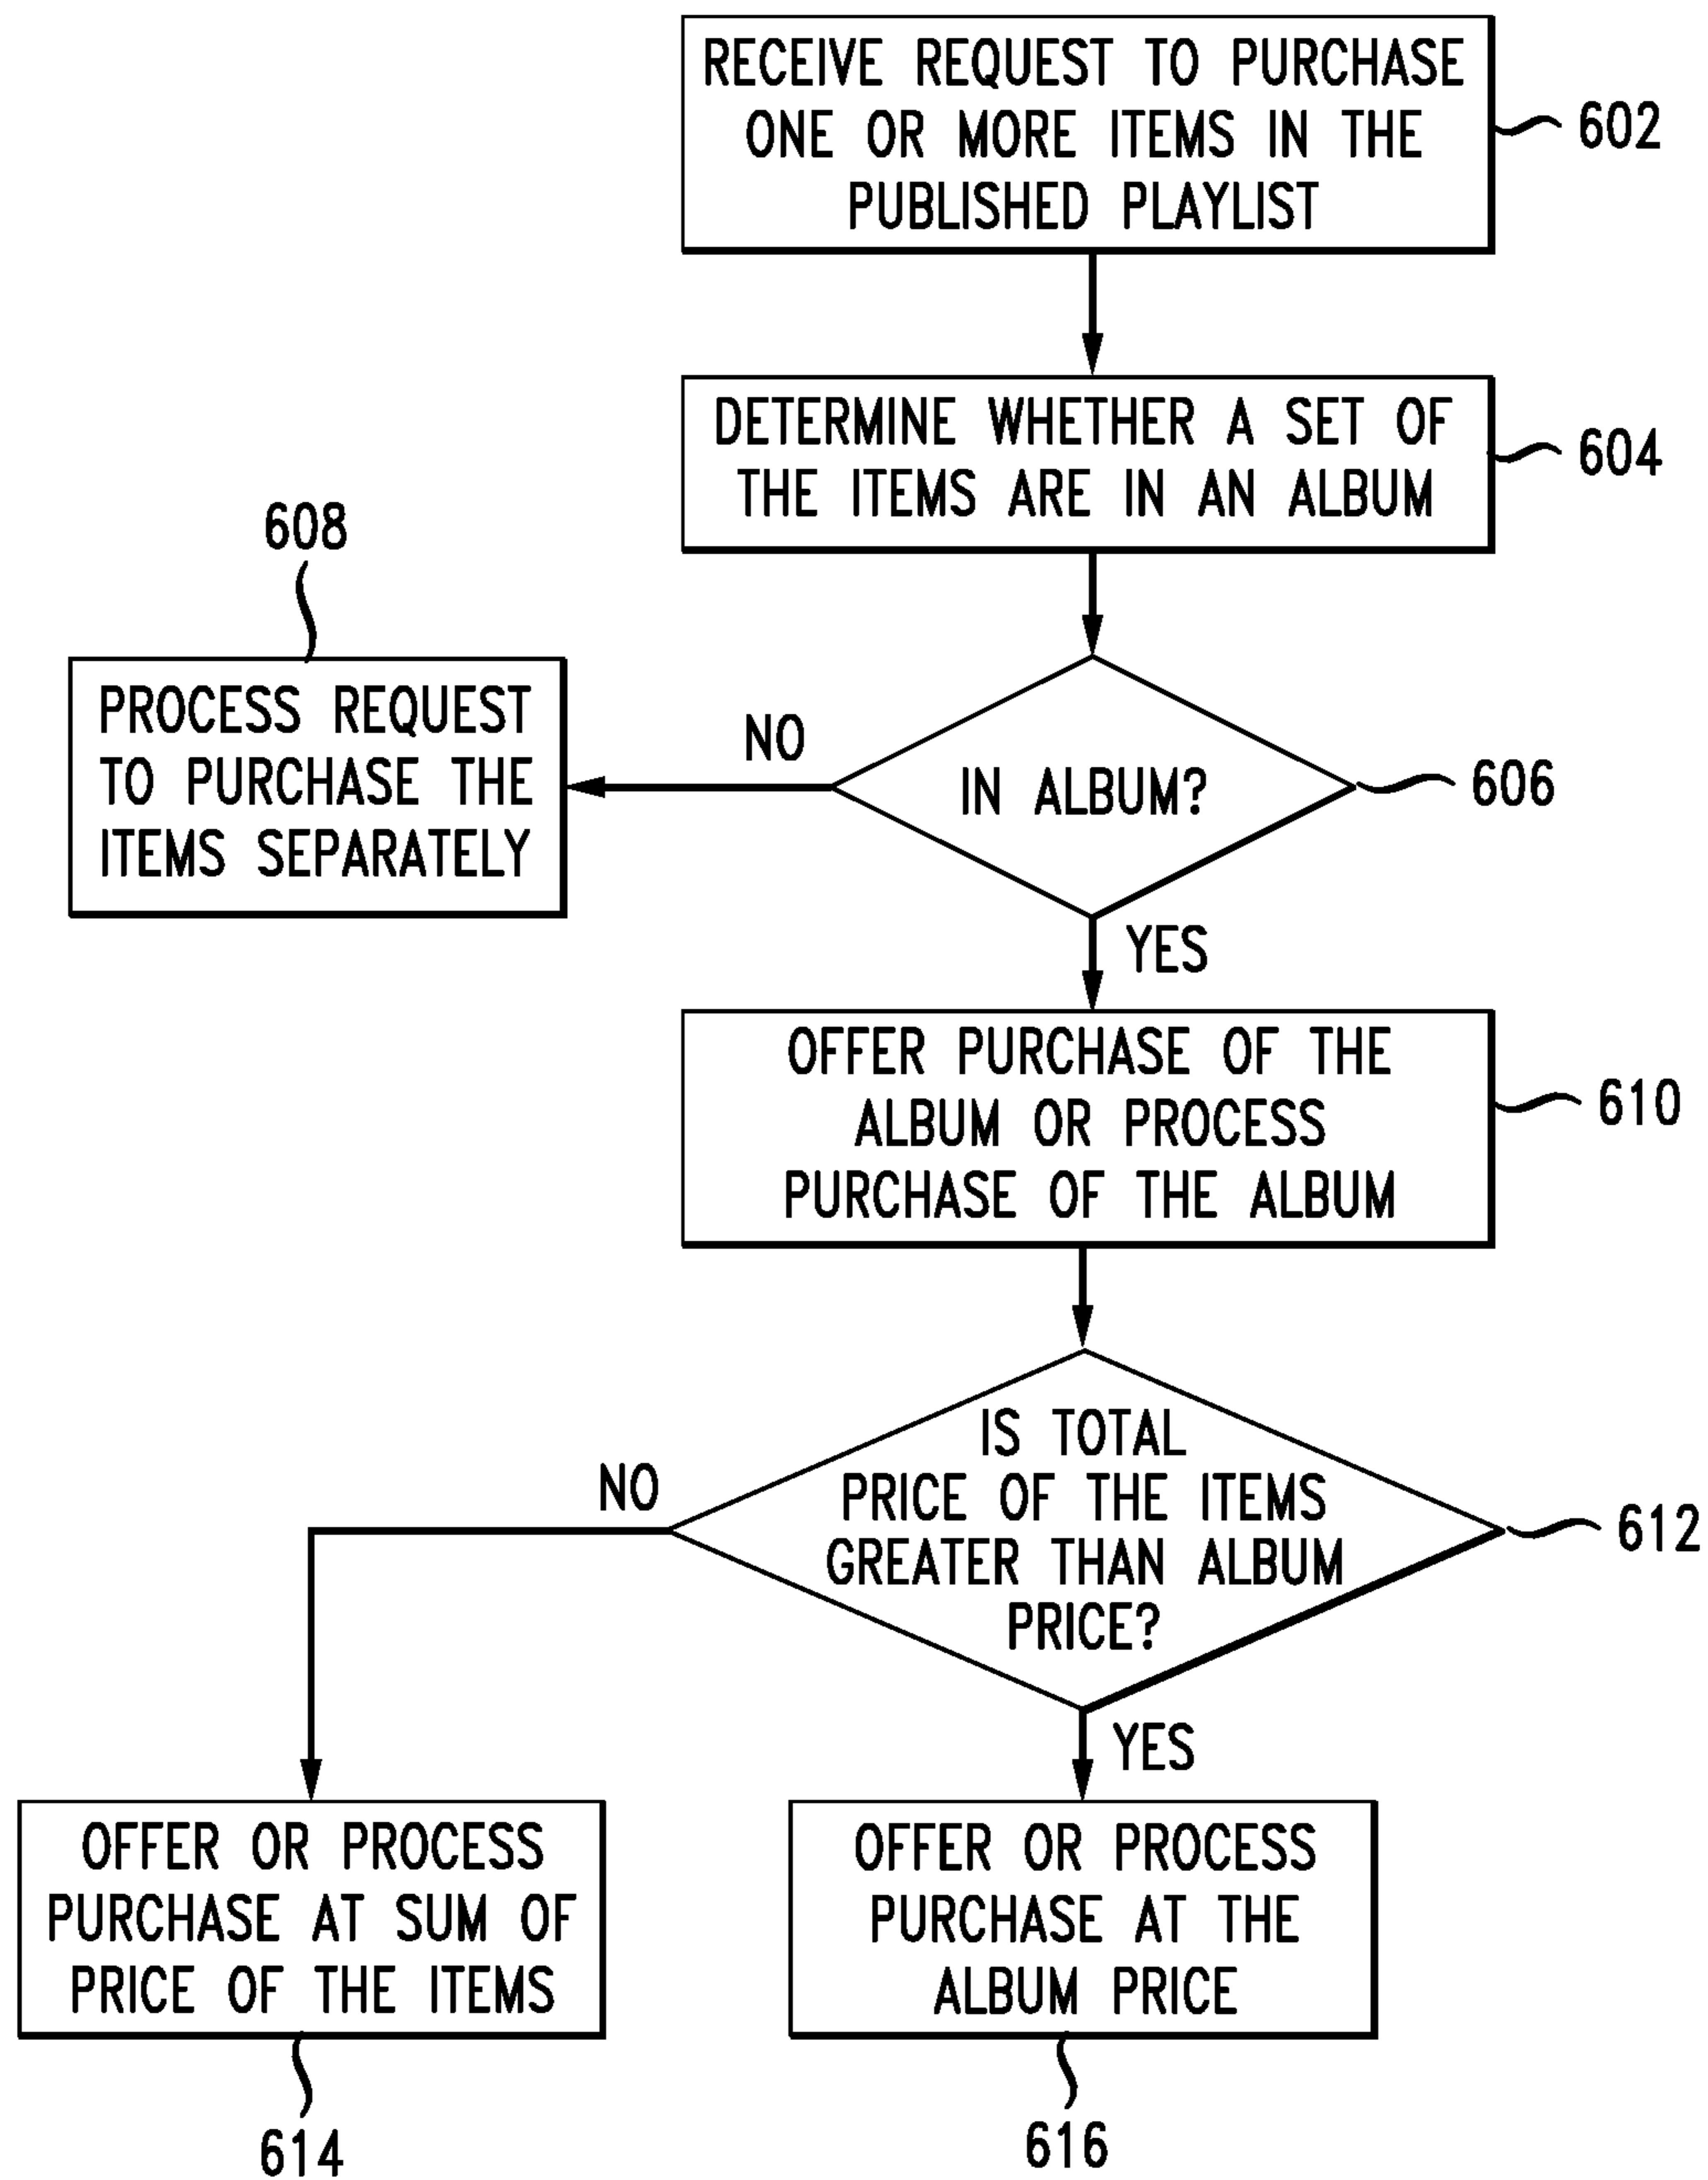 RECEIVE REQUEST TO PURCHASE
ONE OR MORE ITEMS IN THE
PUBLISHED PLAYLIST
602
DETERMINE WHETHER A SET OF
THE ITEMS ARE IN AN ALBUM
604
608
PROCESS REQUEST
TO PURCHASE THE
ITEMS SEPARATELY
NO
IN ALBUM?
606
YES
OFFER PURCHASE OF THE
ALBUM OR PROCESS
PURCHASE OF THE ALBUM
610
IS TOTAL
PRICE OF THE ITEMS
GREATER THAN ALBUM
PRICE?
612
NO
YES
OFFER OR PROCESS
PURCHASE AT SUM OF
PRICE OF THE ITEMS
614
OFFER OR PROCESS
PURCHASE AT THE
ALBUM PRICE
616